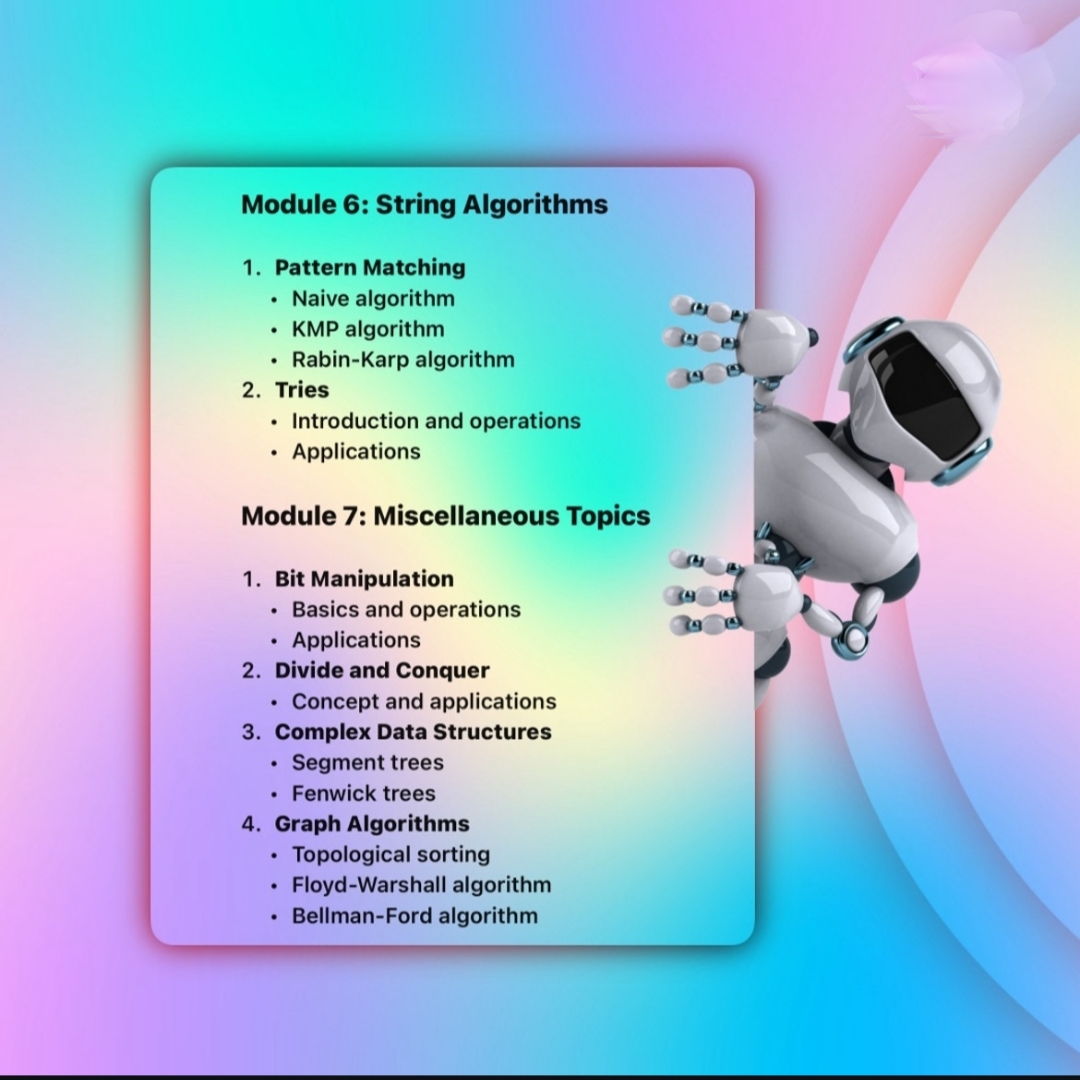 Module 6: String Algorithms
1. Pattern Matching
• Naive algorithm
• KMP algorithm
• Rabin-Karp algorithm
2. Tries
• Introduction and operations
• Applications
Module 7: Miscellaneous Topics
1. Bit Manipulation
• Basics and operations
• Applications
2. Divide and Conquer
• Concept and applications
3. Complex Data Structures
• Segment trees
• Fenwick trees
4. Graph Algorithms
• Topological sorting
• Floyd-Warshall algorithm
• Bellman-Ford algorithm